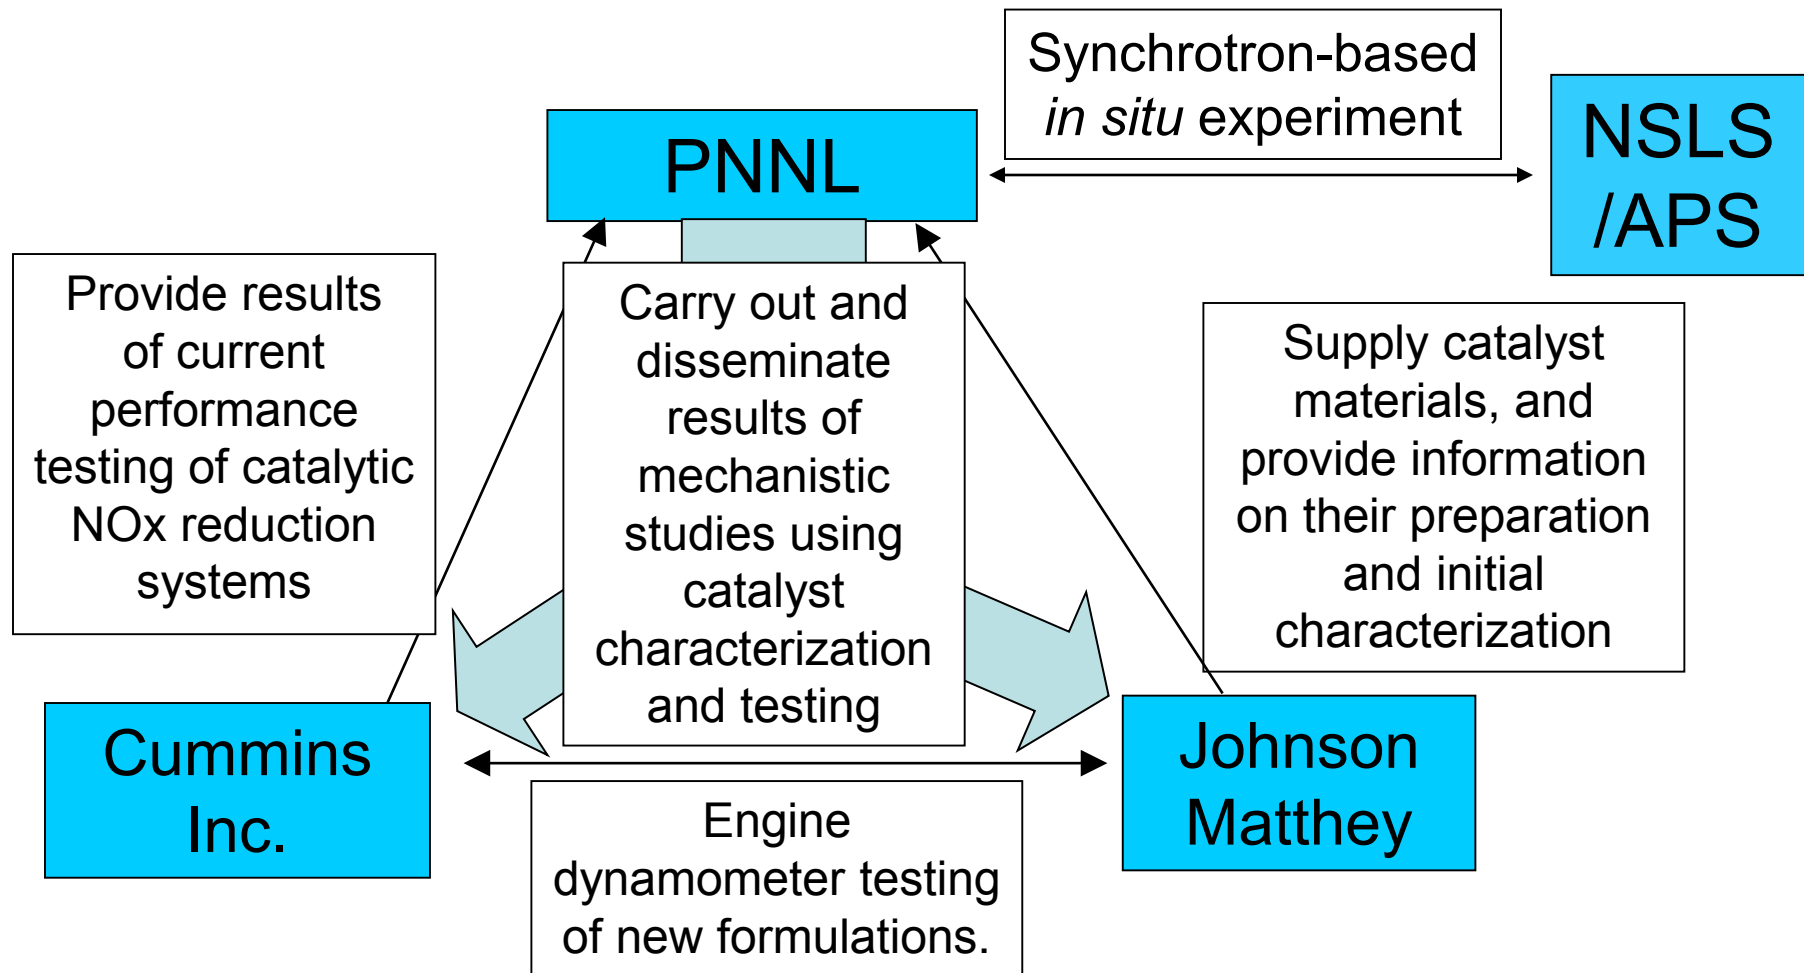 Synchrotron-based
in situ experiment
NSLS
/APS
PNNL
Provide results
of current
performance
testing of catalytic
NOx reduction
systems
Carry out and
disseminate
results of
mechanistic
studies using
catalyst
characterization
and testing
Supply catalyst
materials, and
provide information
on their preparation
and initial
characterization
Cummins
Inc.
Johnson
Matthey
Engine
dynamometer testing
of new formulations.